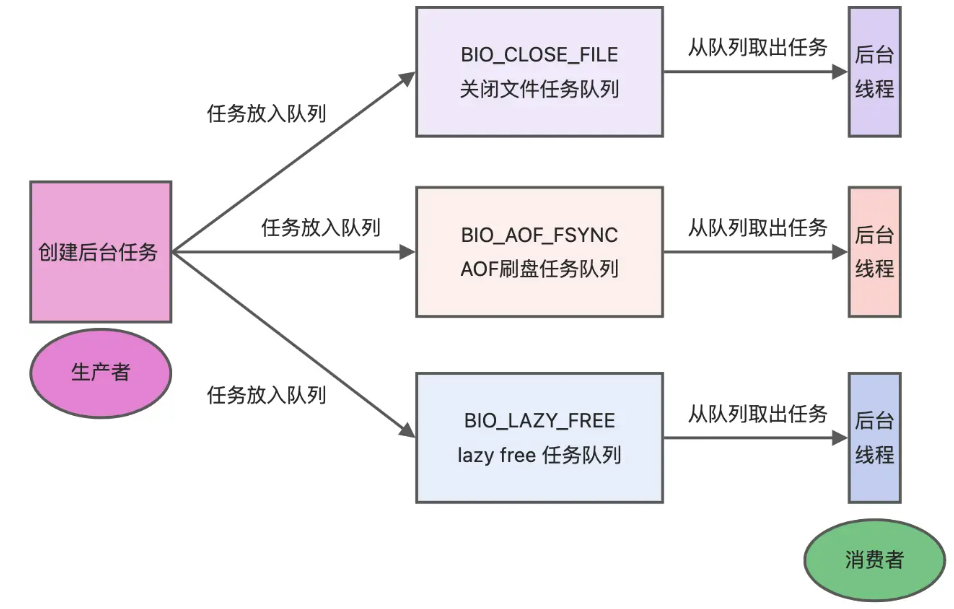 创建后台任务
生产者
任务放入队列
BIO_CLOSE_FILE
关闭文件任务队列
从队列取出任务
后台
线程
任务放入队列
BIO_AOF_FSYNC
AOF刷盘任务队列
从队列取出任务
后台
线程
任务放入队列
BIO_LAZY_FREE
lazy free 任务队列
从队列取出任务
后台
线程
消费者